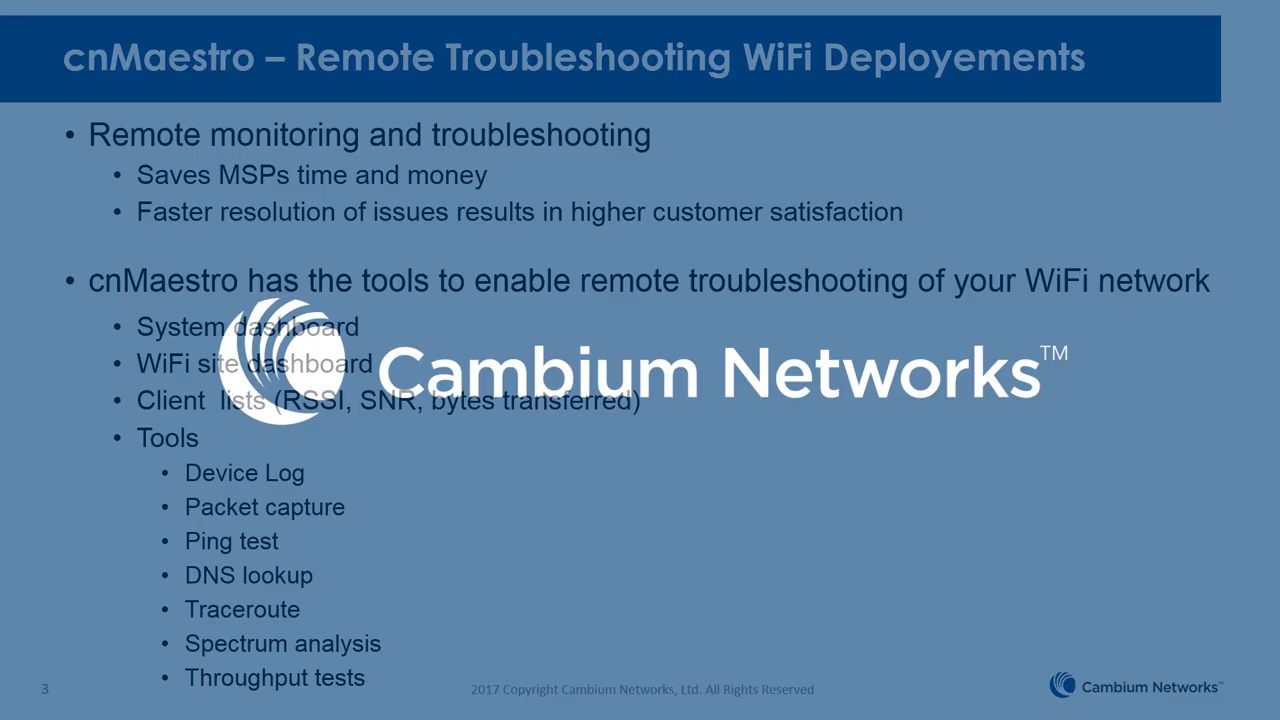 cnMaestro – Remote Troubleshooting WiFi Deployements
• Remote monitoring and troubleshooting
• Saves MSPs time and money
• Faster resolution of issues results in higher customer satisfaction
• cnMaestro has the tools to enable remote troubleshooting of your WiFi network
• System dashboard
• WiFi site dashboard
Cambium Networks™
• Client lists (RSSI, SNR, bytes transferred)
• Tools
• Device Log
• Packet capture
• Ping test
• DNS lookup
• Traceroute
• Spectrum analysis
• Throughput tests
3
2017 Copyright Cambium Networks, Ltd. All Rights Reserved
Cambium Networks™